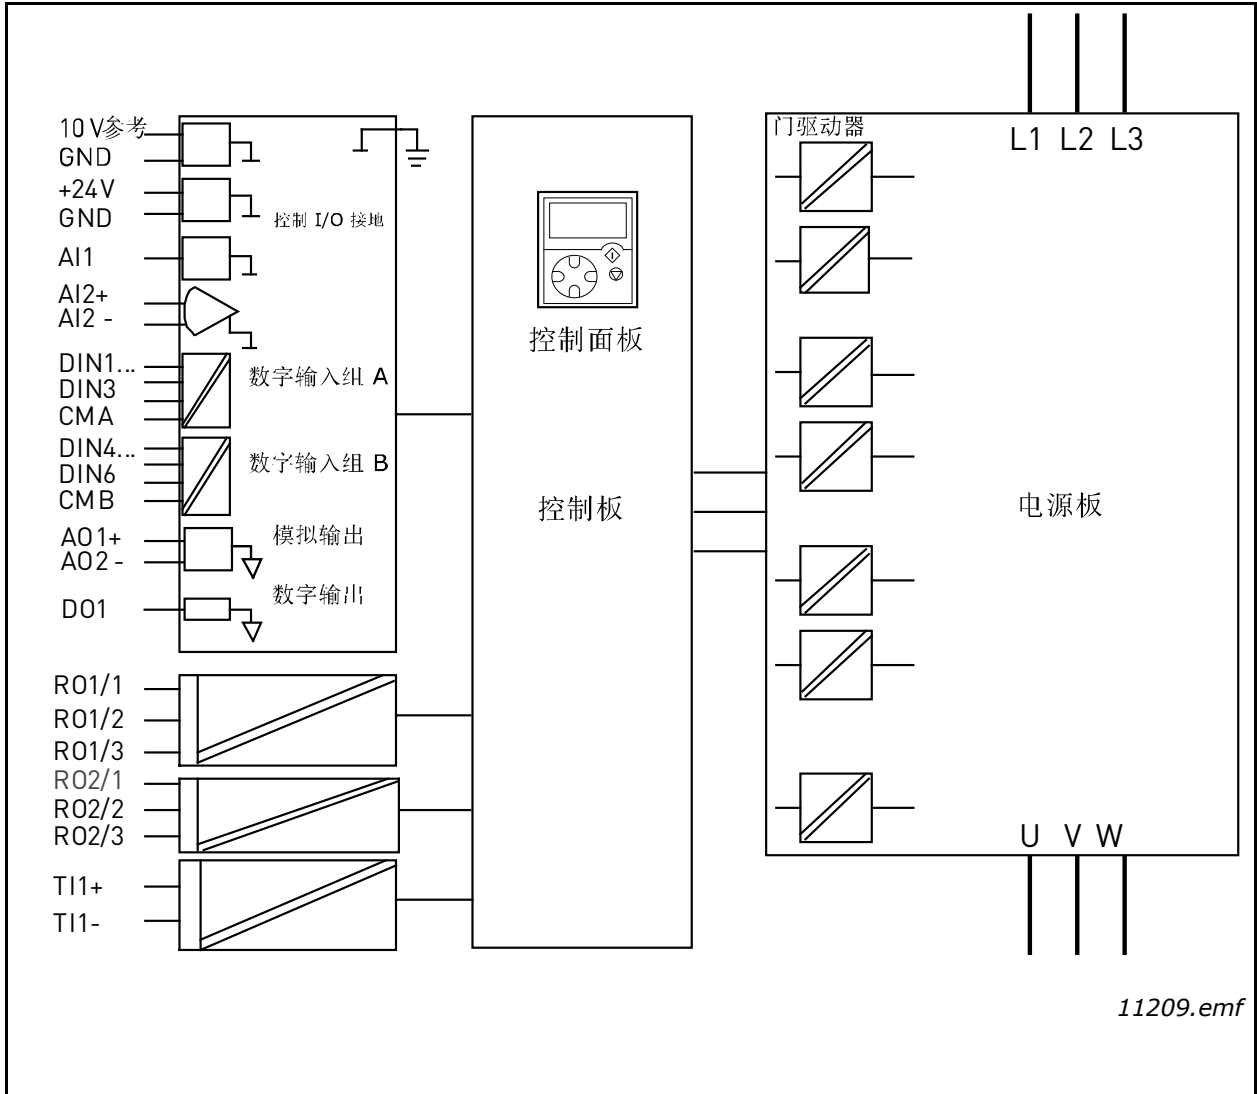 10V参考
GND
+24V
GND
控制 I/O 接地
AI1
AI2+
AI2 -
DIN1...
DIN3
CMA
数字输入组 A
DIN4...
DIN6
CMB
数字输入组 B
AO1+
AO2 -
模拟输出
DO1
数字输出
RO1/1
RO1/2
RO1/3
RO2/1
RO2/2
RO2/3
TI1+
TI1-
控制面板
控制板
门驱动器
L1 L2 L3
电源板
U V W
11209.emf